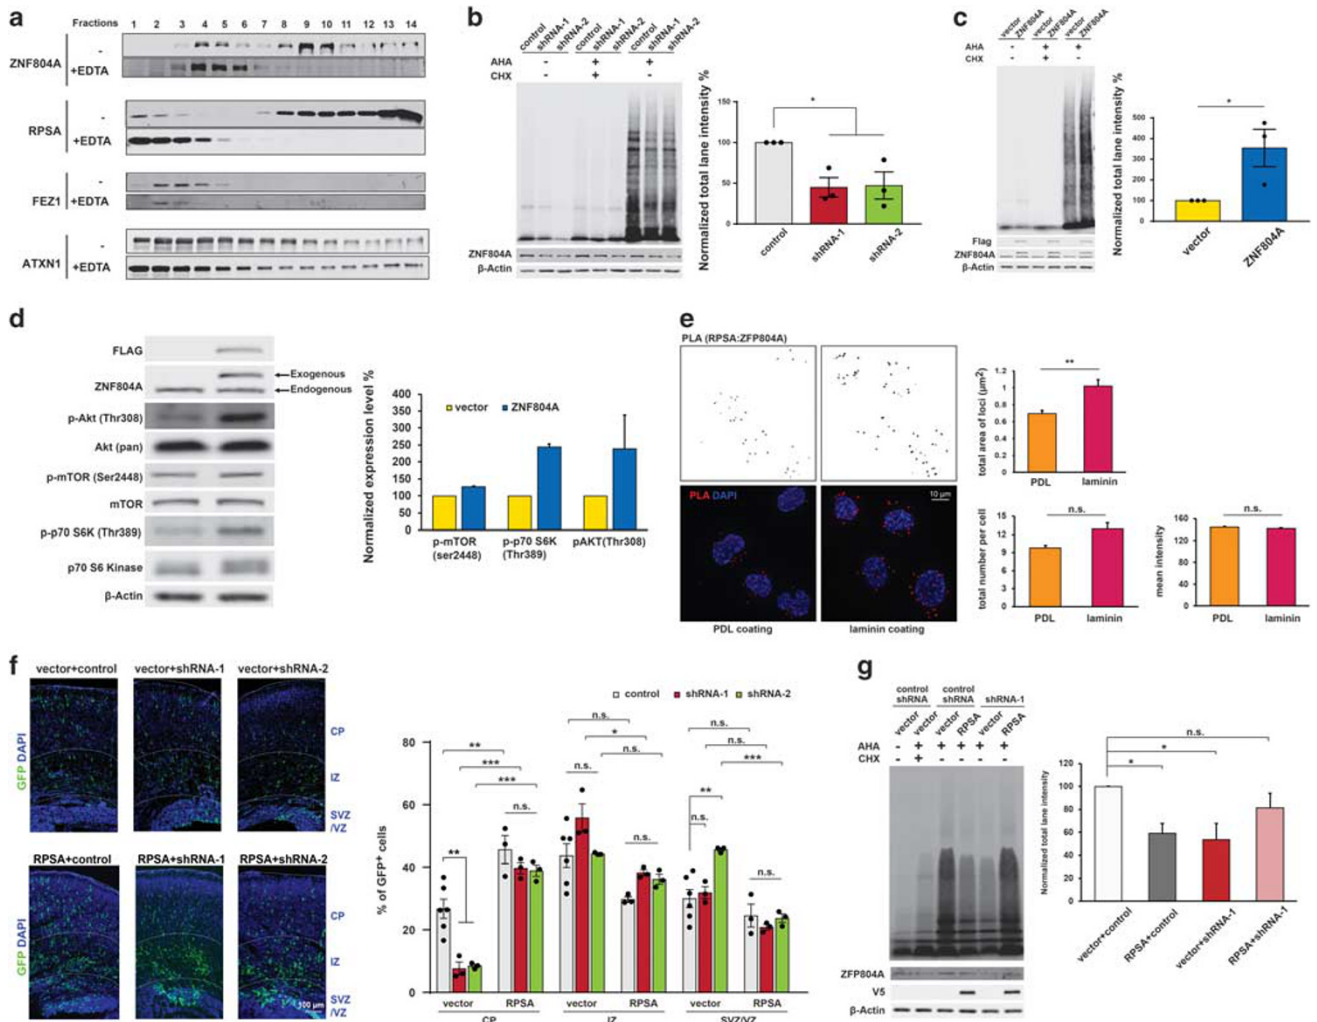 a
Fractions 1 2 3 4 5 6 7 8 9 10 11 12 13 14
ZNF804A
-
+EDTA
RPSA
-
+EDTA
FEZ1
-
+EDTA
ATXN1
-
+EDTA
b
control shRNA-1 shRNA-2 control shRNA-1 shRNA-2 control shRNA-1 shRNA-2
AHA - + +
CHX - + -
ZNF804A
β-Actin
Normalized total lane intensity %
150
100
50
0
*
control shRNA-1 shRNA-2
c
vector ZNF804A vector ZNF804A vector ZNF804A
AHA - + +
CHX - + -
Flag
ZNF804A
β-Actin
Normalized total lane intensity %
500
400
300
200
100
0
*
vector ZNF804A
d
FLAG
ZNF804A
Exogenous
Endogenous
p-Akt (Thr308)
Akt (pan)
p-mTOR (Ser2448)
mTOR
p-p70 S6K (Thr389)
p70 S6 Kinase
β-Actin
Normalized expression level %
400
350
300
250
200
150
100
50
0
vector ZNF804A
p-mTOR (ser2448)
p-p70 S6K (Thr389)
pAKT(Thr308)
e
PLA (RPSA:ZFP804A)
PLA DAPI
10 µm
PDL coating laminin coating
total area of loci (µm²)
1.2
1
0.8
0.6
0.4
0.2
0
**
PDL laminin
total number per cell
15
12
9
6
3
0
n.s.
PDL laminin
mean intensity
160
120
80
40
0
n.s.
PDL laminin
f
vector+control vector+shRNA-1 vector+shRNA-2
GFP DAPI
CP
IZ
SVZ
/VZ
RPSA+control RPSA+shRNA-1 RPSA+shRNA-2
GFP DAPI
CP
IZ
SVZ
/VZ
100 µm
control shRNA-1 shRNA-2
% of GFP+ cells
80
60
40
20
0
** *** *** ** n.s.
n.s. * n.s. n.s. n.s.
n.s. n.s. *** ** n.s. n.s.
vector RPSA vector RPSA vector RPSA
CP IZ SVZ/VZ
g
control shRNA control shRNA shRNA-1
vector vector vector RPSA vector RPSA
AHA - + + + + +
CHX - + - - - -
ZFP804A
V5
β-Actin
Normalized total lane intensity
120
100
80
60
40
20
0
n.s.
*
*
vector+control RPSA+control vector+shRNA-1 RPSA+shRNA-1